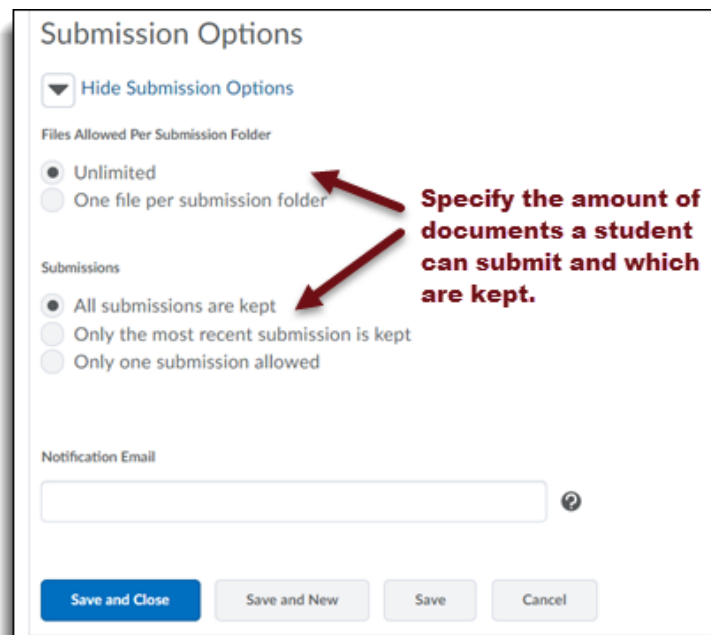 Submission Options
Hide Submission Options
Files Allowed Per Submission Folder
Unlimited
One file per submission folder
Specify the amount of
documents a student
can submit and which
are kept.
Submissions
All submissions are kept
Only the most recent submission is kept
Only one submission allowed
Notification Email
?
Save and Close
Save and New
Save
Cancel